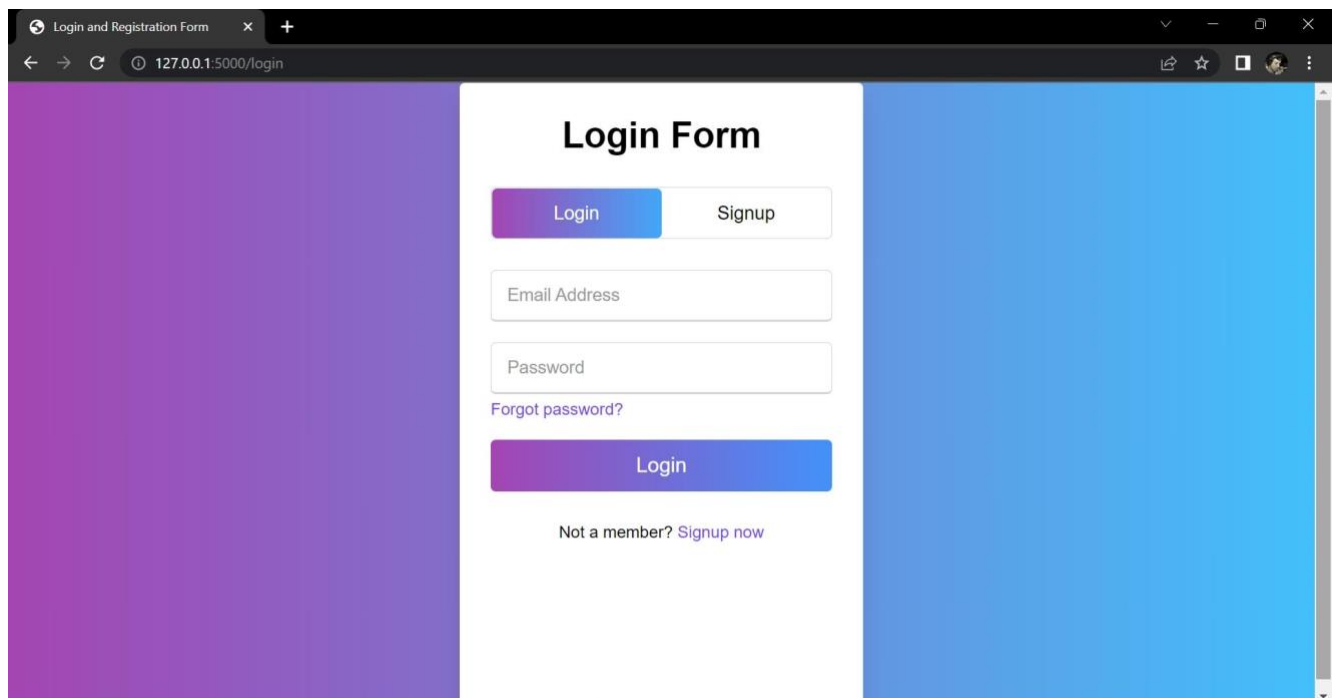 Login and Registration Form
127.0.0.1:5000/login
Login Form
Login Signup
Email Address
Password
Forgot password?
Login
Not a member? Signup now